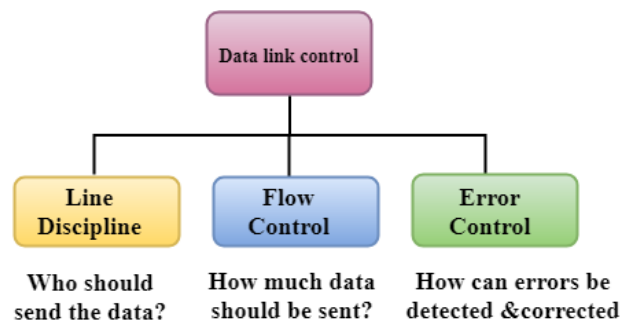 Data link control
Line
Discipline
Flow
Control
Error
Control
Who should
send the data?
How much data
should be sent?
How can errors be
detected &corrected